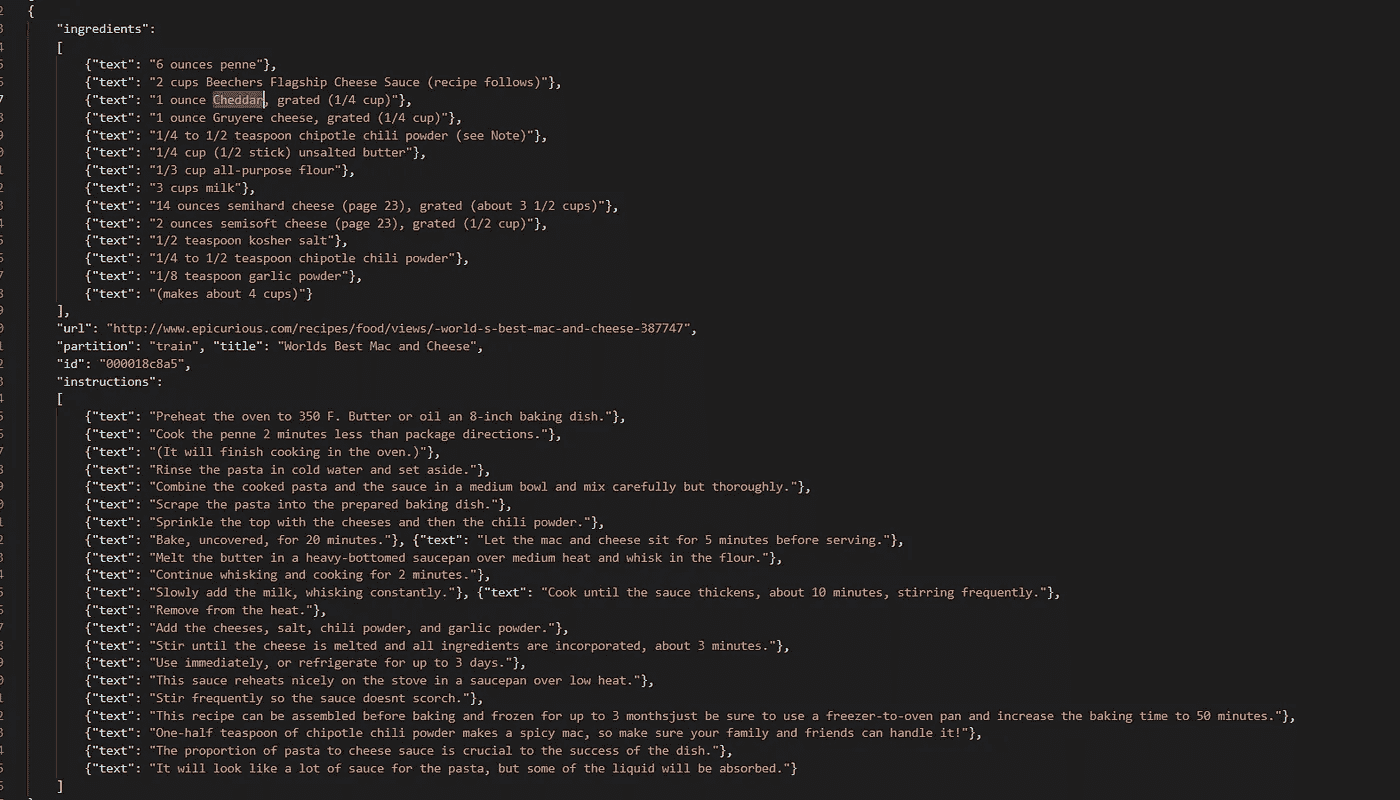 {
"ingredients":
[
{"text": "6 ounces penne"},
{"text": "2 cups Beechers Flagship Cheese Sauce (recipe follows)"},
{"text": "1 ounce Cheddar, grated (1/4 cup)"},
{"text": "1 ounce Gruyere cheese, grated (1/4 cup)"},
{"text": "1/4 to 1/2 teaspoon chipotle chili powder (see Note)"},
{"text": "1/4 cup (1/2 stick) unsalted butter"},
{"text": "1/3 cup all-purpose flour"},
{"text": "3 cups milk"},
{"text": "14 ounces semihard cheese (page 23), grated (about 3 1/2 cups)"},
{"text": "2 ounces semisoft cheese (page 23), grated (1/2 cup)"},
{"text": "1/2 teaspoon kosher salt"},
{"text": "1/4 to 1/2 teaspoon chipotle chili powder"},
{"text": "1/8 teaspoon garlic powder"},
{"text": "(makes about 4 cups)"}
],
"url": "http://www.epicurious.com/recipes/food/views/-world-s-best-mac-and-cheese-387747",
"partition": "train", "title": "Worlds Best Mac and Cheese",
"id": "000018c8a5",
"instructions":
[
{"text": "Preheat the oven to 350 F. Butter or oil an 8-inch baking dish."},
{"text": "Cook the penne 2 minutes less than package directions."},
{"text": "(It will finish cooking in the oven.)"},
{"text": "Rinse the pasta in cold water and set aside."},
{"text": "Combine the cooked pasta and the sauce in a medium bowl and mix carefully but thoroughly."},
{"text": "Scrape the pasta into the prepared baking dish."},
{"text": "Sprinkle the top with the cheeses and then the chili powder."},
{"text": "Bake, uncovered, for 20 minutes."}, {"text": "Let the mac and cheese sit for 5 minutes before serving."},
{"text": "Melt the butter in a heavy-bottomed saucepan over medium heat and whisk in the flour."},
{"text": "Continue whisking and cooking for 2 minutes."},
{"text": "Slowly add the milk, whisking constantly."}, {"text": "Cook until the sauce thickens, about 10 minutes, stirring frequently."},
{"text": "Remove from the heat."},
{"text": "Add the cheeses, salt, chili powder, and garlic powder."},
{"text": "Stir until the cheese is melted and all ingredients are incorporated, about 3 minutes."},
{"text": "Use immediately, or refrigerate for up to 3 days."},
{"text": "This sauce reheats nicely on the stove in a saucepan over low heat."},
{"text": "Stir frequently so the sauce doesnt scorch."},
{"text": "This recipe can be assembled before baking and frozen for up to 3 monthsjust be sure to use a freezer-to-oven pan and increase the baking time to 50 minutes."},
{"text": "One-half teaspoon of chipotle chili powder makes a spicy mac, so make sure your family and friends can handle it!"},
{"text": "The proportion of pasta to cheese sauce is crucial to the success of the dish."},
{"text": "It will look like a lot of sauce for the pasta, but some of the liquid will be absorbed."}
]